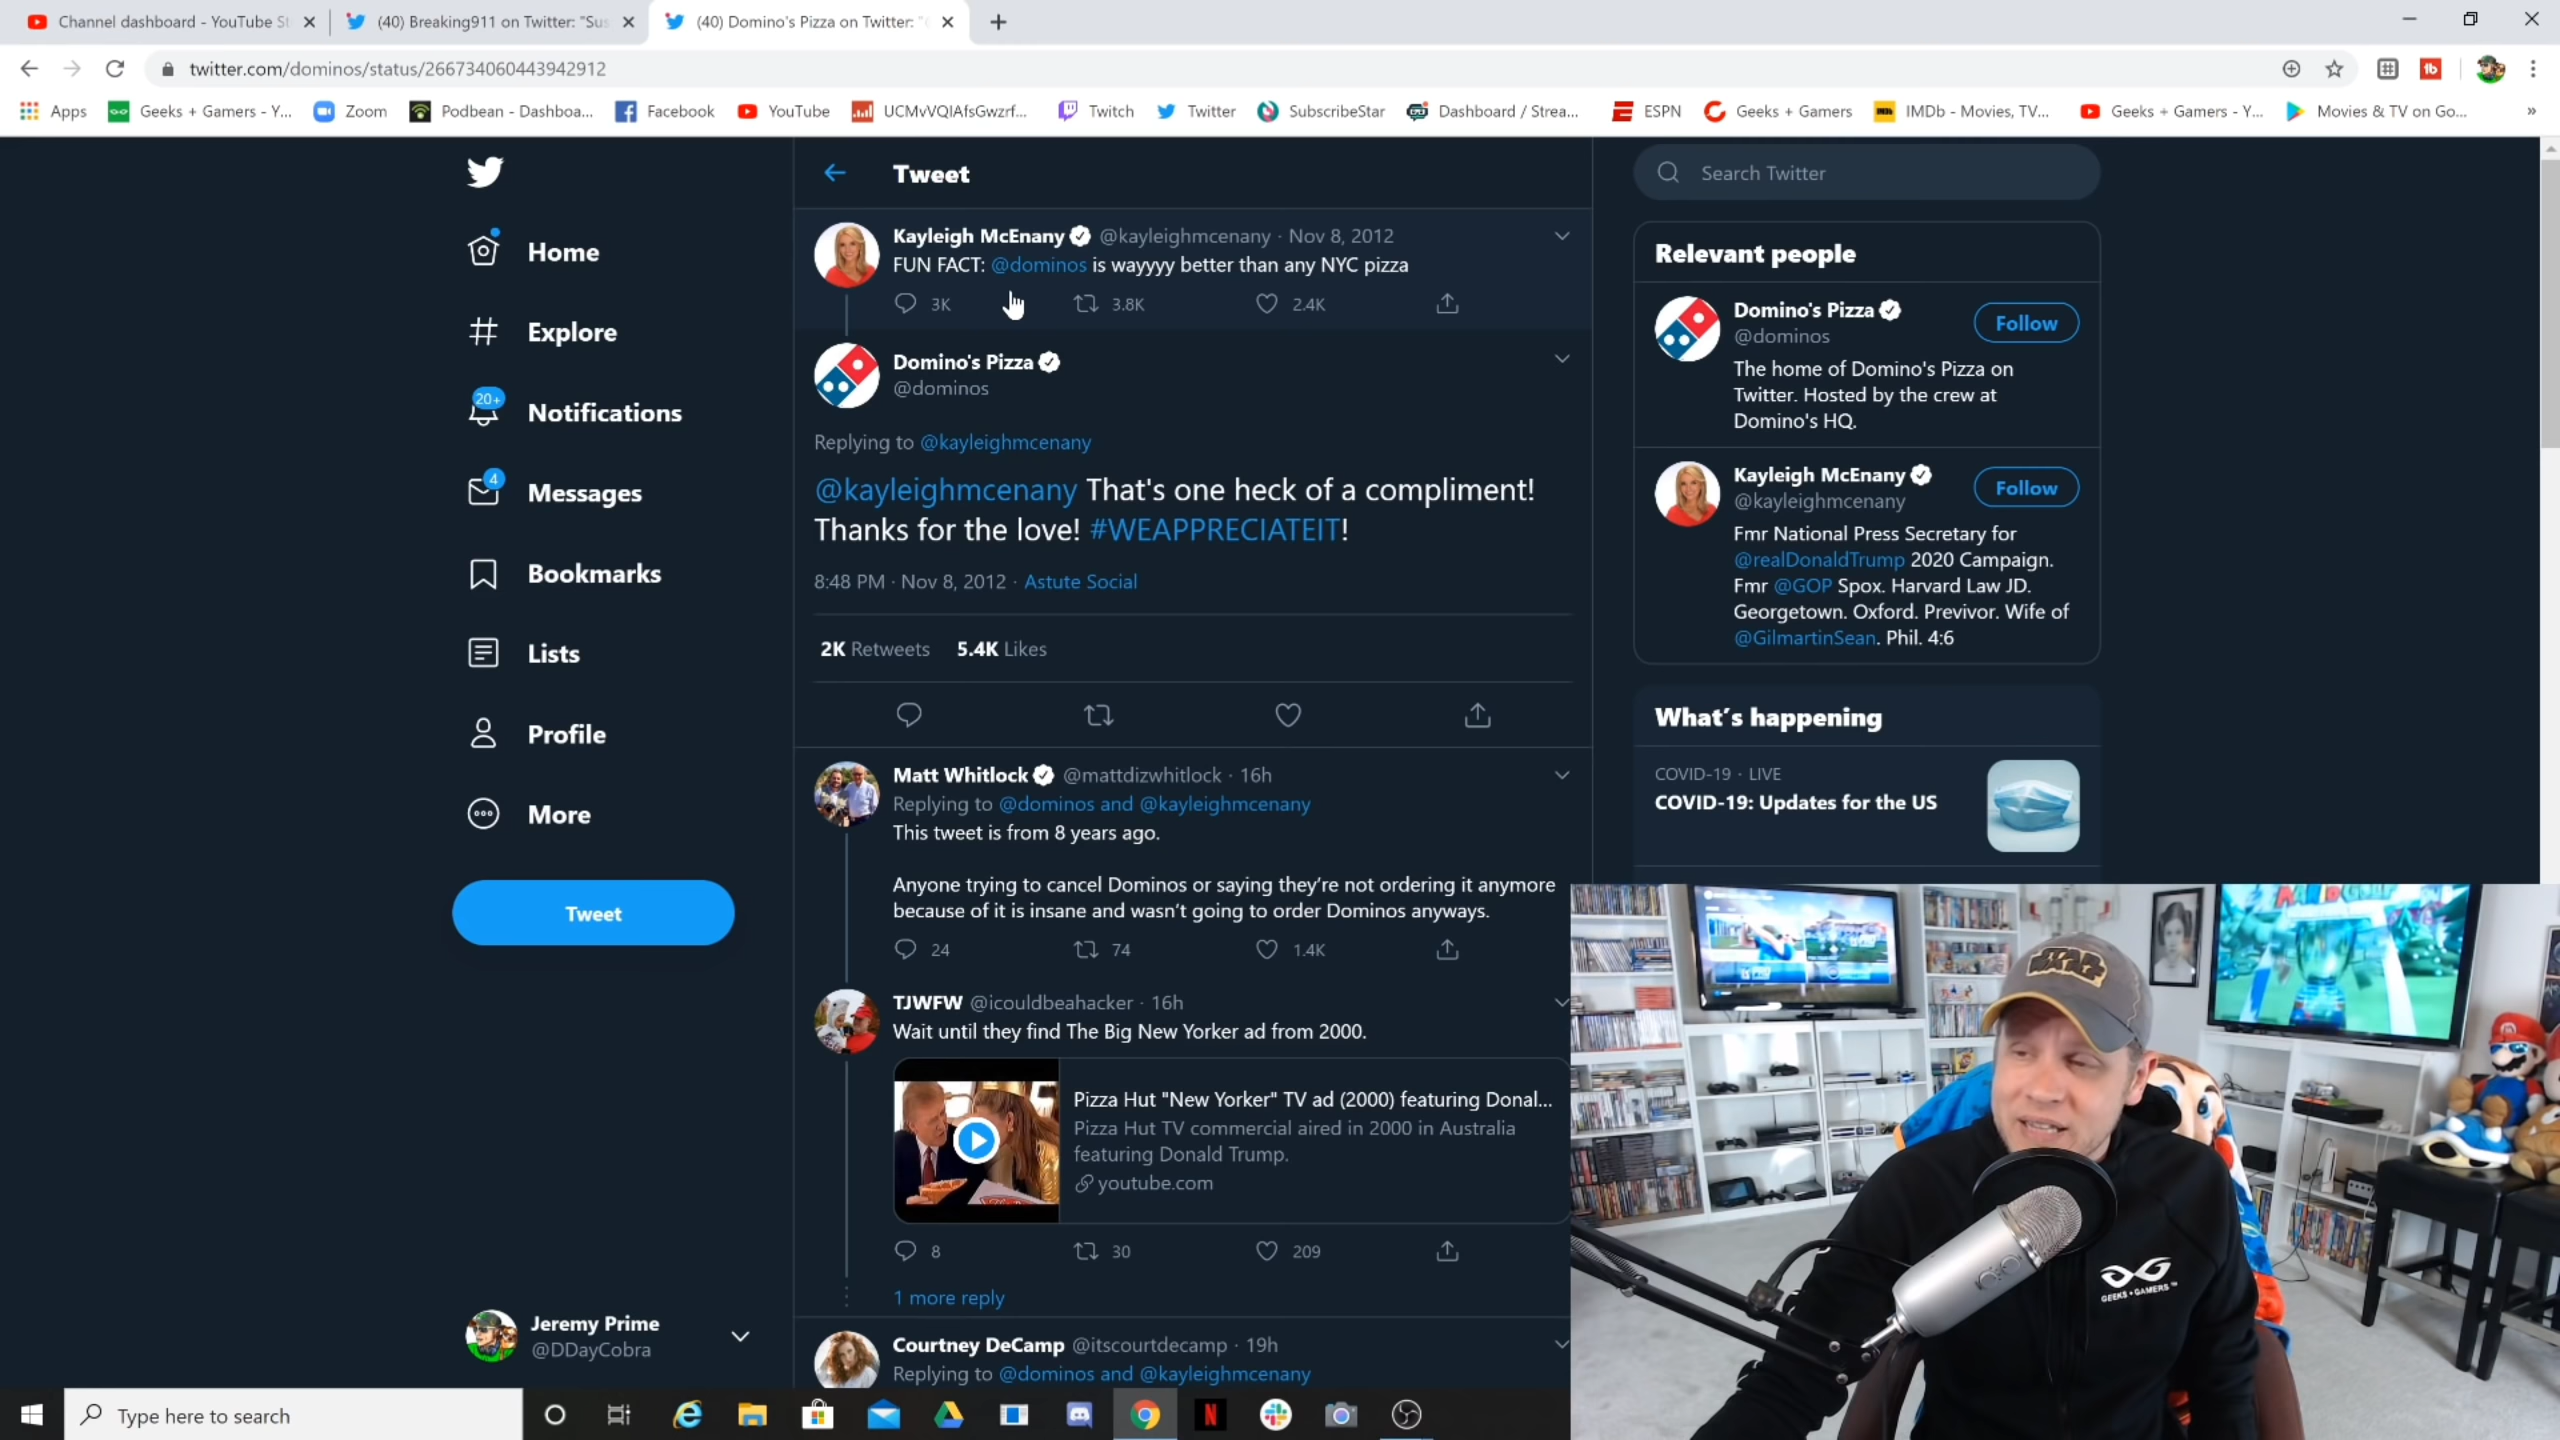 Channel dashboard - YouTube St
(40) Breaking911 on Twitter: "Sus
(40) Domino's Pizza on Twitter: "
twitter.com/dominos/status/266734060443942912
Apps
Geeks + Gamers - Y...
Zoom
Podbean - Dashboa...
Facebook
YouTube
UCMvVQIAfsGwzrf...
Twitch
Twitter
SubscribeStar
Dashboard / Strea...
ESPN
Geeks + Gamers
IMDb - Movies, TV...
Geeks + Gamers - Y...
Movies & TV on Go...
»
Home
Explore
20+
Notifications
4
Messages
Bookmarks
Lists
Profile
More
Tweet
Jeremy Prime
@DDayCobra
Tweet
Kayleigh McEnany @kayleighmcenany · Nov 8, 2012
FUN FACT: @dominos is wayyyy better than any NYC pizza
3K 3.8K 2.4K
Domino's Pizza
@dominos
Replying to @kayleighmcenany
@kayleighmcenany That's one heck of a compliment!
Thanks for the love! #WEAPPRECIATEIT!
8:48 PM · Nov 8, 2012 · Astute Social
2K Retweets 5.4K Likes
Matt Whitlock @mattdizwhitlock · 16h
Replying to @dominos and @kayleighmcenany
This tweet is from 8 years ago.
Anyone trying to cancel Dominos or saying they're not ordering it anymore
because of it is insane and wasn't going to order Dominos anyways.
24 74 1.4K
TJWFW @icouldbeahacker · 16h
Wait until they find The Big New Yorker ad from 2000.
Pizza Hut "New Yorker" TV ad (2000) featuring Donal...
Pizza Hut TV commercial aired in 2000 in Australia
featuring Donald Trump.
youtube.com
8 30 209
1 more reply
Courtney DeCamp @itscourtdecamp · 19h
Replying to @dominos and @kayleighmcenany
Search Twitter
Relevant people
Domino's Pizza
@dominos
Follow
The home of Domino's Pizza on
Twitter. Hosted by the crew at
Domino's HQ.
Kayleigh McEnany
@kayleighmcenany
Follow
Fmr National Press Secretary for
@realDonaldTrump 2020 Campaign.
Fmr @GOP Spox. Harvard Law JD.
Georgetown. Oxford. Previvor. Wife of
@GilmartinSean. Phil. 4:6
What's happening
COVID-19 · LIVE
COVID-19: Updates for the US
STAR
WARS
GEEKS + GAMERS
Type here to search